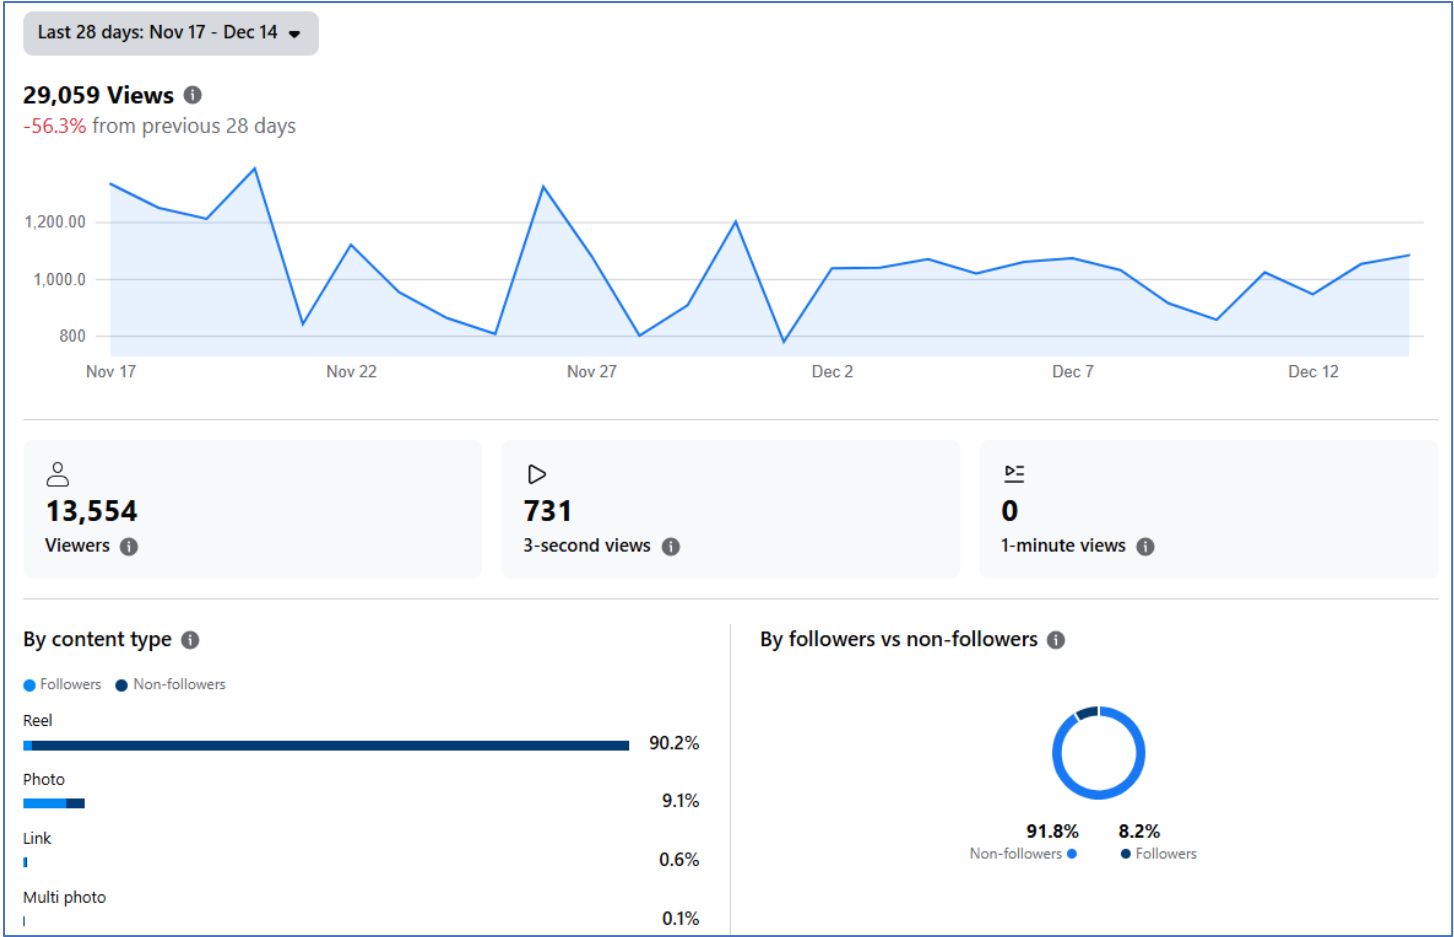 Last 28 days: Nov 17 - Dec 14
29,059 Views
-56.3% from previous 28 days
1,200.00
1,000.0
800
Nov 17 Nov 22 Nov 27 Dec 2 Dec 7 Dec 12
13,554
Viewers
731
3-second views
0
1-minute views
By content type
Followers Non-followers
Reel
90.2%
Photo
9.1%
Link
0.6%
Multi photo
0.1%
By followers vs non-followers
91.8% 8.2%
Non-followers Followers